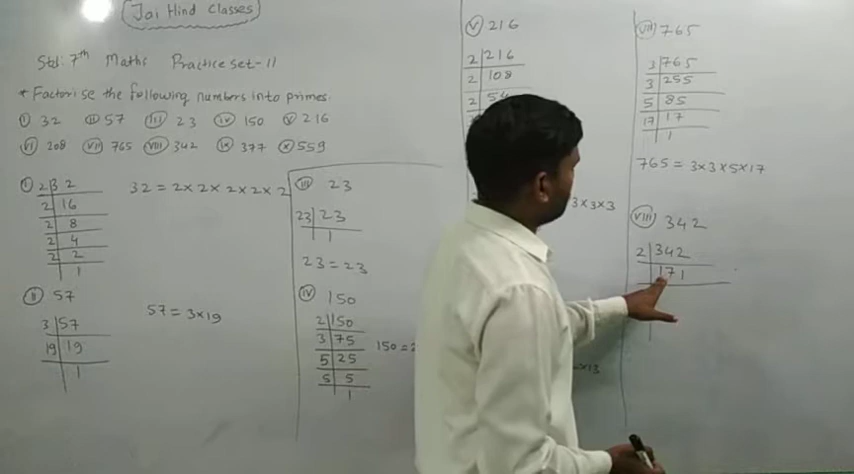 Jai Hind Classes
Std: 7th Maths Practice set-11
* Factorise the following numbers into primes.
(I) 32 (II) 57 (III) 23 (IV) 150 (V) 216
(VI) 208 (VII) 765 (VIII) 342 (IX) 377 (X) 559
(I) 2 | 32
2 | 16
2 | 8
2 | 4
2 | 2
1
32 = 2×2×2×2×2
(II) 57
3 | 57
19 | 19
1
57 = 3×19
(III) 23
23 | 23
1
23 = 23
(IV) 150
2 | 150
3 | 75
5 | 25
5 | 5
1
150 = 2
(V) 216
2 | 216
2 | 108
2 | 54
3×3×3
×13
(VII) 765
3 | 765
3 | 255
5 | 85
17 | 17
1
765 = 3×3×5×17
(VIII) 342
2 | 342
171